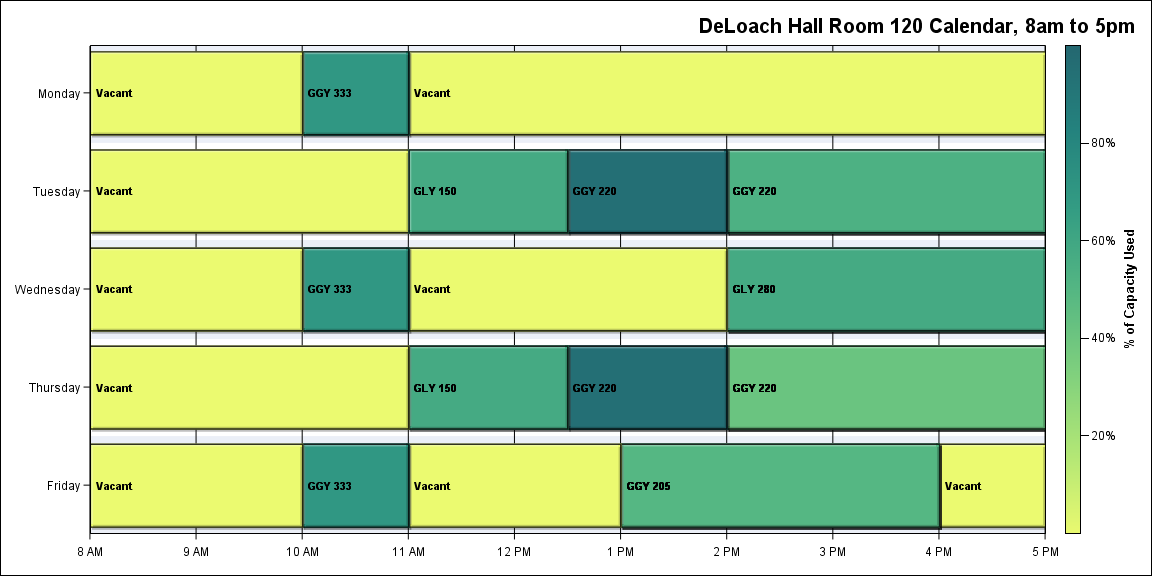 DeLoach Hall Room 120 Calendar, 8am to 5pm
Monday
Vacant
GGY 333
Vacant
Tuesday
Vacant
GLY 150
GGY 220
GGY 220
Wednesday
Vacant
GGY 333
Vacant
GLY 280
Thursday
Vacant
GLY 150
GGY 220
GGY 220
Friday
Vacant
GGY 333
Vacant
GGY 205
Vacant
8 AM
9 AM
10 AM
11 AM
12 PM
1 PM
2 PM
3 PM
4 PM
5 PM
80%
60%
40%
20%
% of Capacity Used